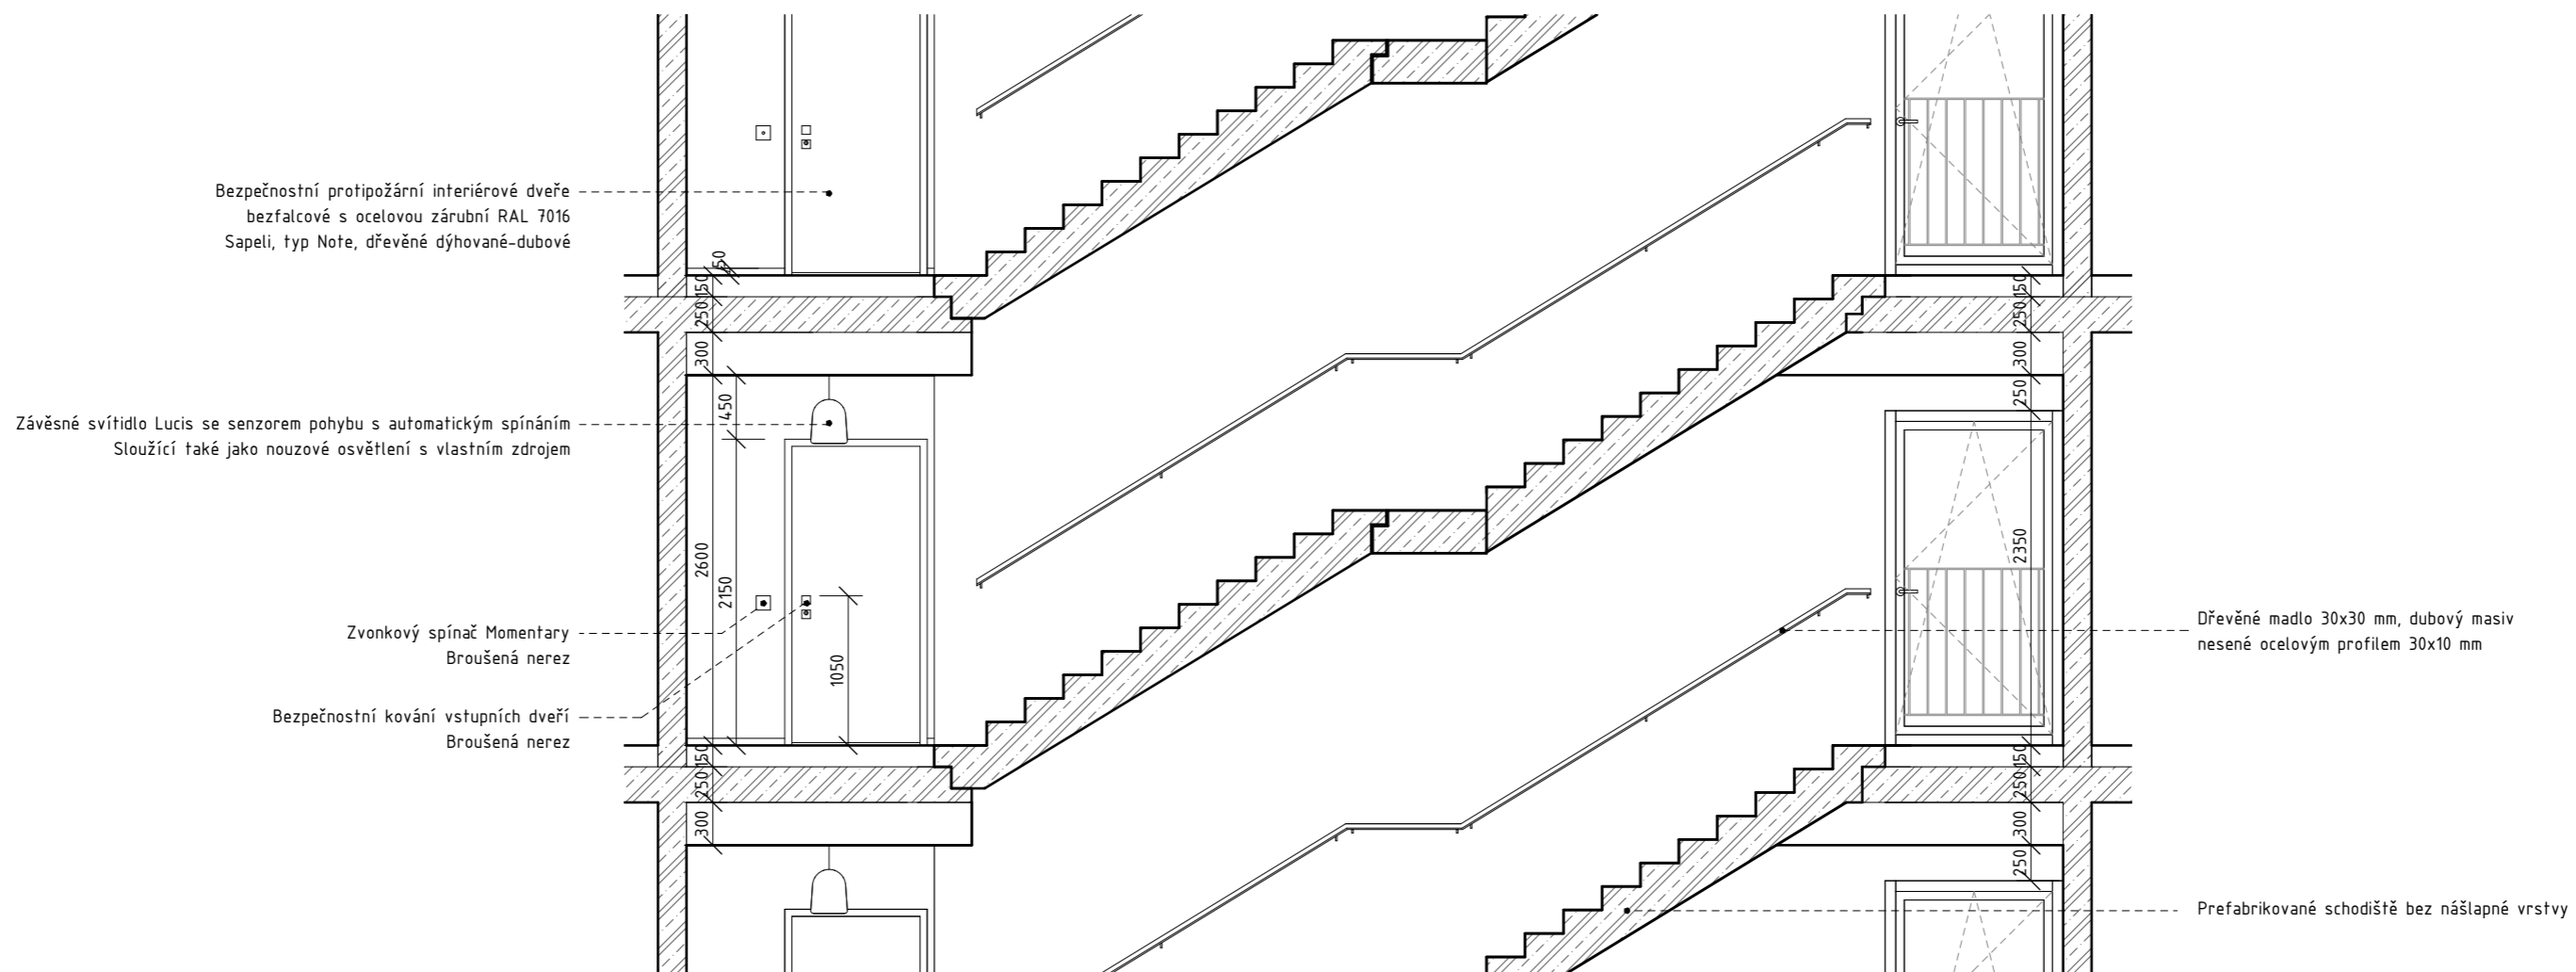 Bezpečnostní protipožární interiérové dveře
bezfalcové s ocelovou zárubní RAL 7016
Sapeli, typ Note, dřevěné dýhované-dubové
50
150
250
300
150
250
300
250
Závěsné svítidlo Lucis se senzorem pohybu s automatickým spínáním
Sloužící také jako nouzové osvětlení s vlastním zdrojem
450
2600
2150
1050
2350
Zvonkový spínač Momentary
Broušená nerez
Bezpečnostní kování vstupních dveří
Broušená nerez
Dřevěné madlo 30x30 mm, dubový masiv
nesené ocelovým profilem 30x10 mm
150
250
300
150
250
300
250
Prefabrikované schodiště bez nášlapné vrstvy